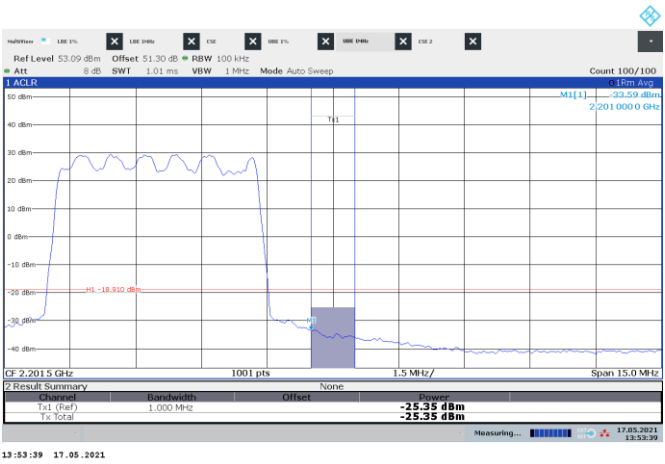 MultiView LBE 1% LBE 1MHz CSE UBE 1% UBE 1MHz CSE 2
Ref Level 53.09 dBm Offset 51.30 dB RBW 100 kHz
Att 8 dB SWT 1.01 ms VBW 1 MHz Mode Auto Sweep Count 100/100
1 ACLR 1Rm Avg
M1[1] -33.59 dBm
2.2010000 GHz
50 dBm
40 dBm
Tx1
30 dBm
20 dBm
10 dBm
0 dBm
-10 dBm
H1 -18.910 dBm
-20 dBm
M1
-30 dBm
-40 dBm
CF 2.2015 GHz 1001 pts 1.5 MHz/ Span 15.0 MHz
2 Result Summary None
Channel Bandwidth Offset Power
Tx1 (Ref) 1.000 MHz -25.35 dBm
Tx Total -25.35 dBm
Measuring... 17.05.2021
13:53:39
13:53:39 17.05.2021